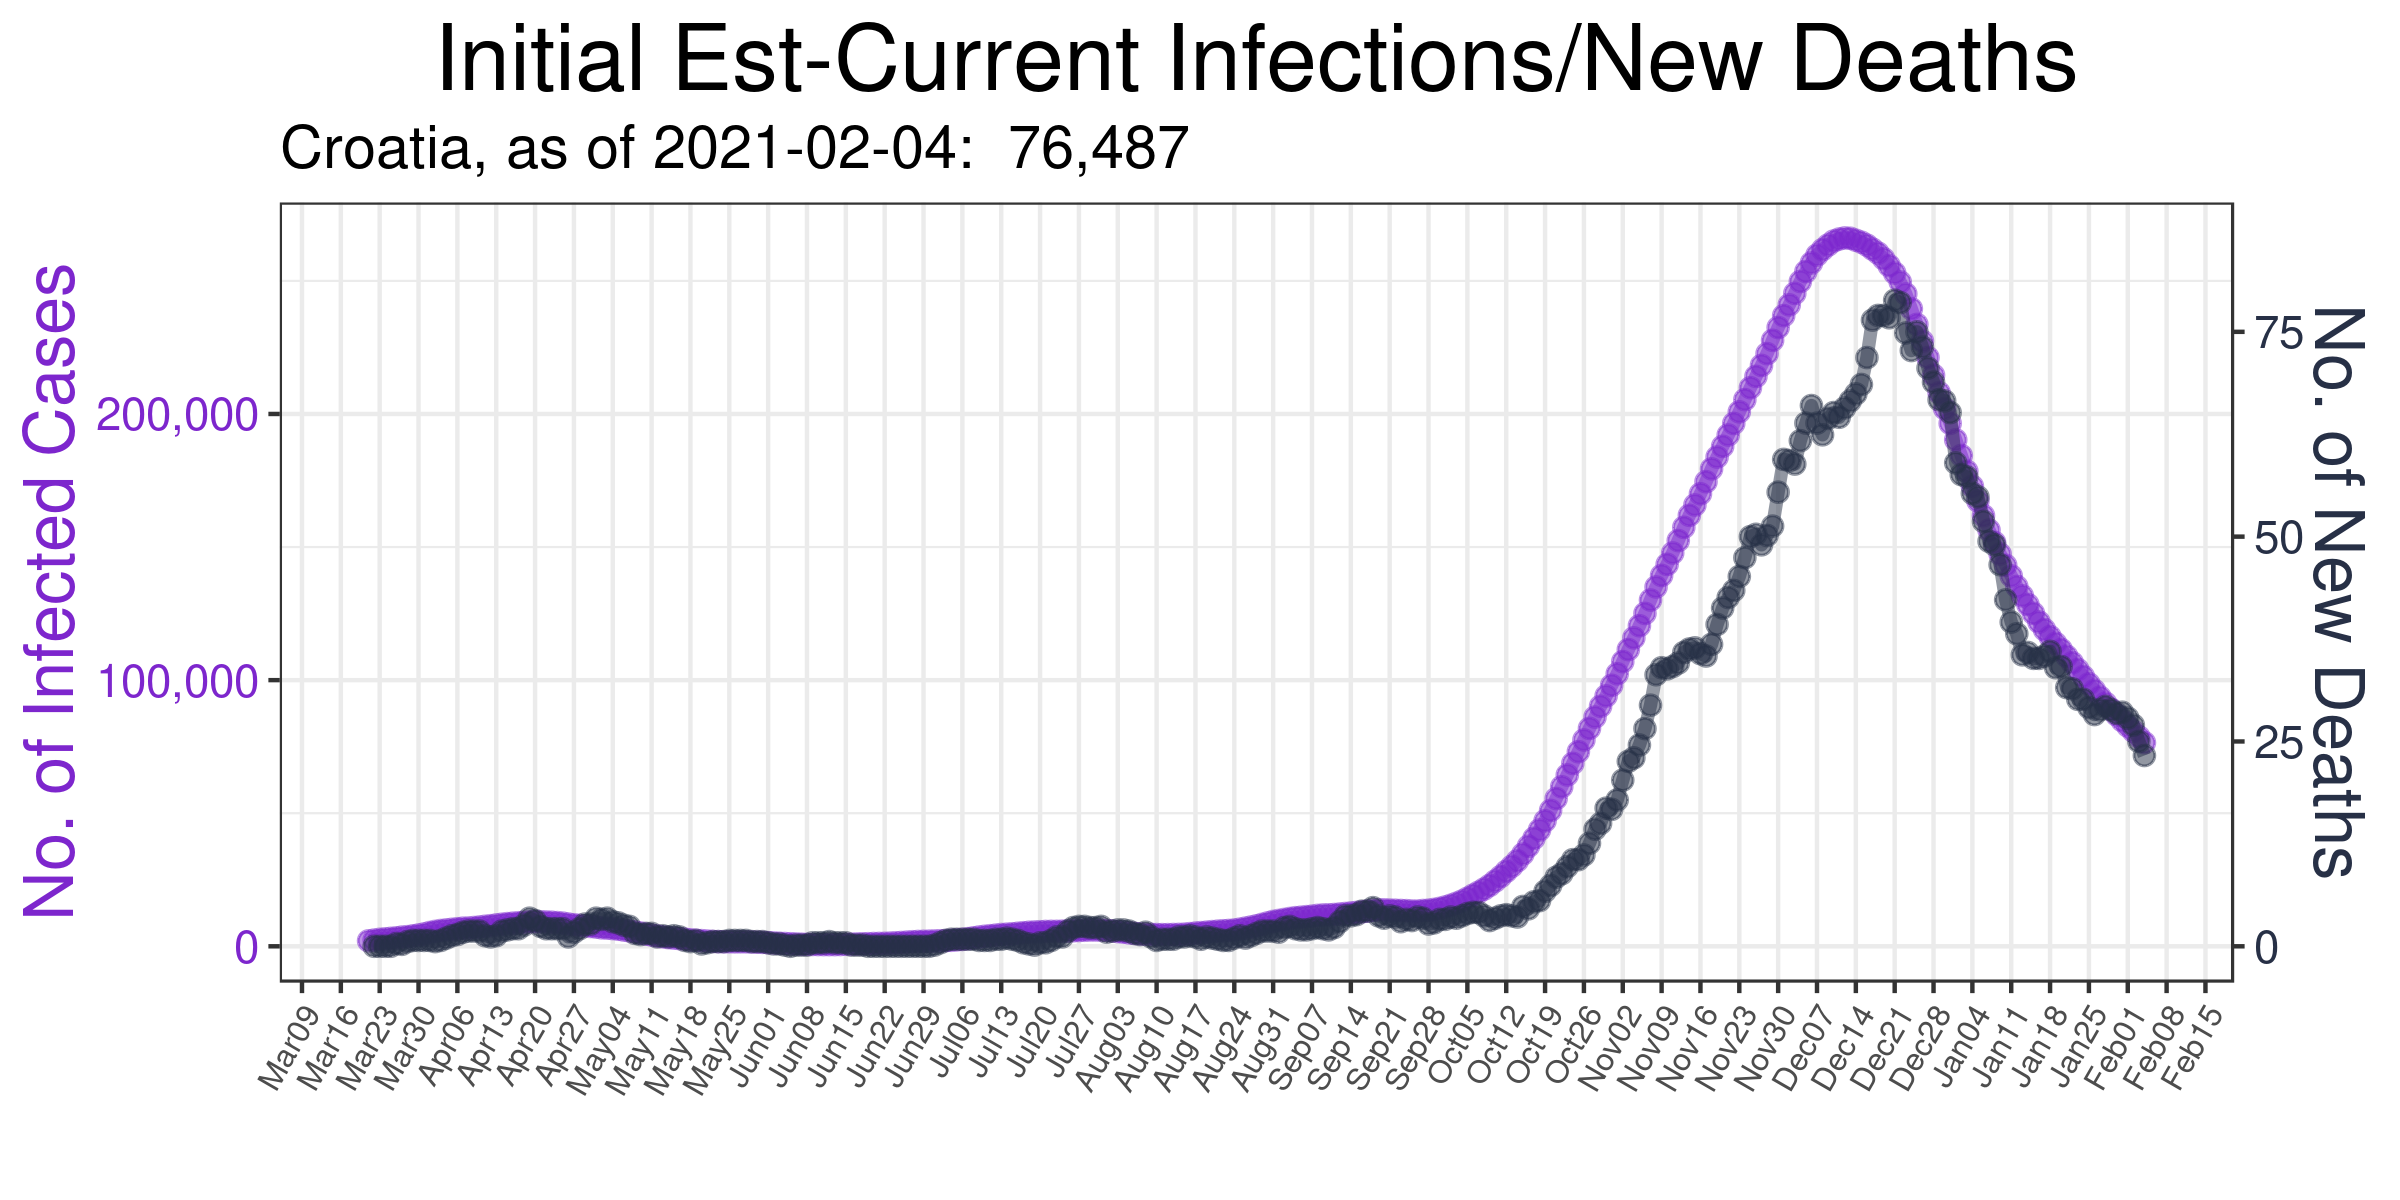 Initial Est-Current Infections/New Deaths
Croatia, as of 2021-02-04: 76,487
No. of Infected Cases
200,000
100,000
0
75
50
25
0
No. of New Deaths
Mar09
Mar16
Mar23
Mar30
Apr06
Apr13
Apr20
Apr27
May04
May11
May18
May25
Jun01
Jun08
Jun15
Jun22
Jun29
Jul06
Jul13
Jul20
Jul27
Aug03
Aug10
Aug17
Aug24
Aug31
Sep07
Sep14
Sep21
Sep28
Oct05
Oct12
Oct19
Oct26
Nov02
Nov09
Nov16
Nov23
Nov30
Dec07
Dec14
Dec21
Dec28
Jan04
Jan11
Jan18
Jan25
Feb01
Feb08
Feb15